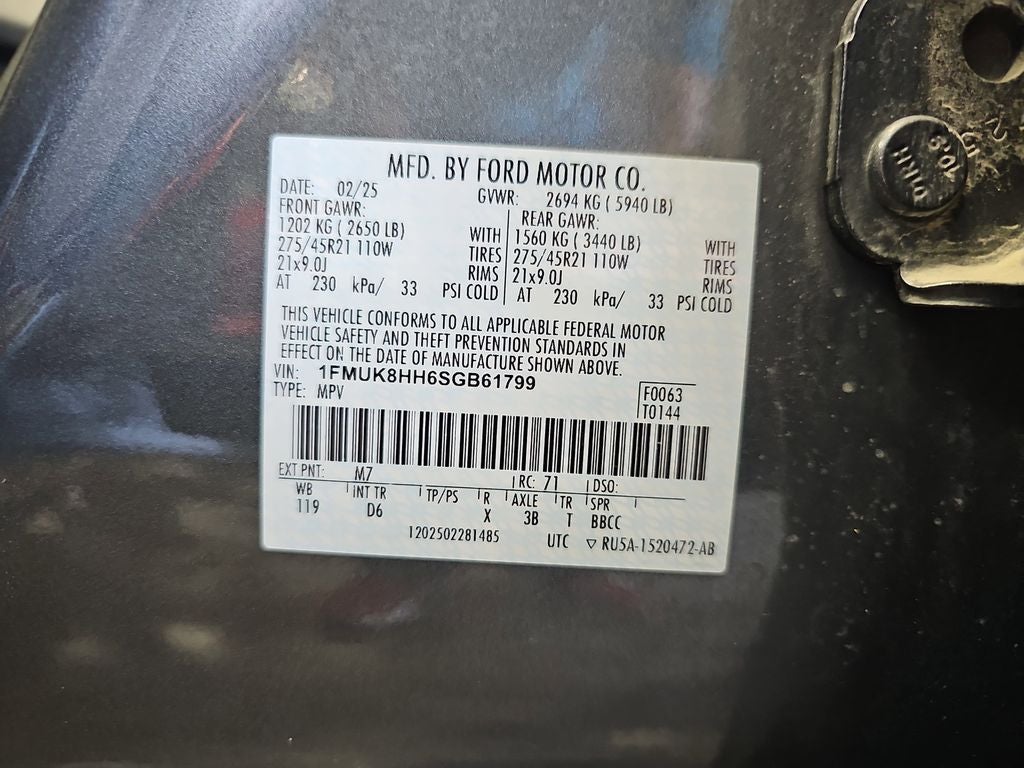 MFD. BY FORD MOTOR CO.
DATE: 02/25 GVWR: 2694 KG ( 5940 LB)
FRONT GAWR: REAR GAWR:
1202 KG ( 2650 LB) WITH 1560 KG ( 3440 LB) WITH
275/45R21 110W TIRES 275/45R21 110W TIRES
21x9.0J RIMS 21x9.0J RIMS
AT 230 kPa/ 33 PSI COLD AT 230 kPa/ 33 PSI COLD
THIS VEHICLE CONFORMS TO ALL APPLICABLE FEDERAL MOTOR
VEHICLE SAFETY AND THEFT PREVENTION STANDARDS IN
EFFECT ON THE DATE OF MANUFACTURE SHOWN ABOVE.
VIN: 1FMUK8HH6SGB61799
TYPE: MPV F0063
T0144
EXT PNT: M7 RC: 71 DSO:
WB INT TR TP/PS R AXLE TR SPR
119 D6 X 3B T BBCC
1202502281485 UTC ▽ RU5A-1520472-AB
10.9